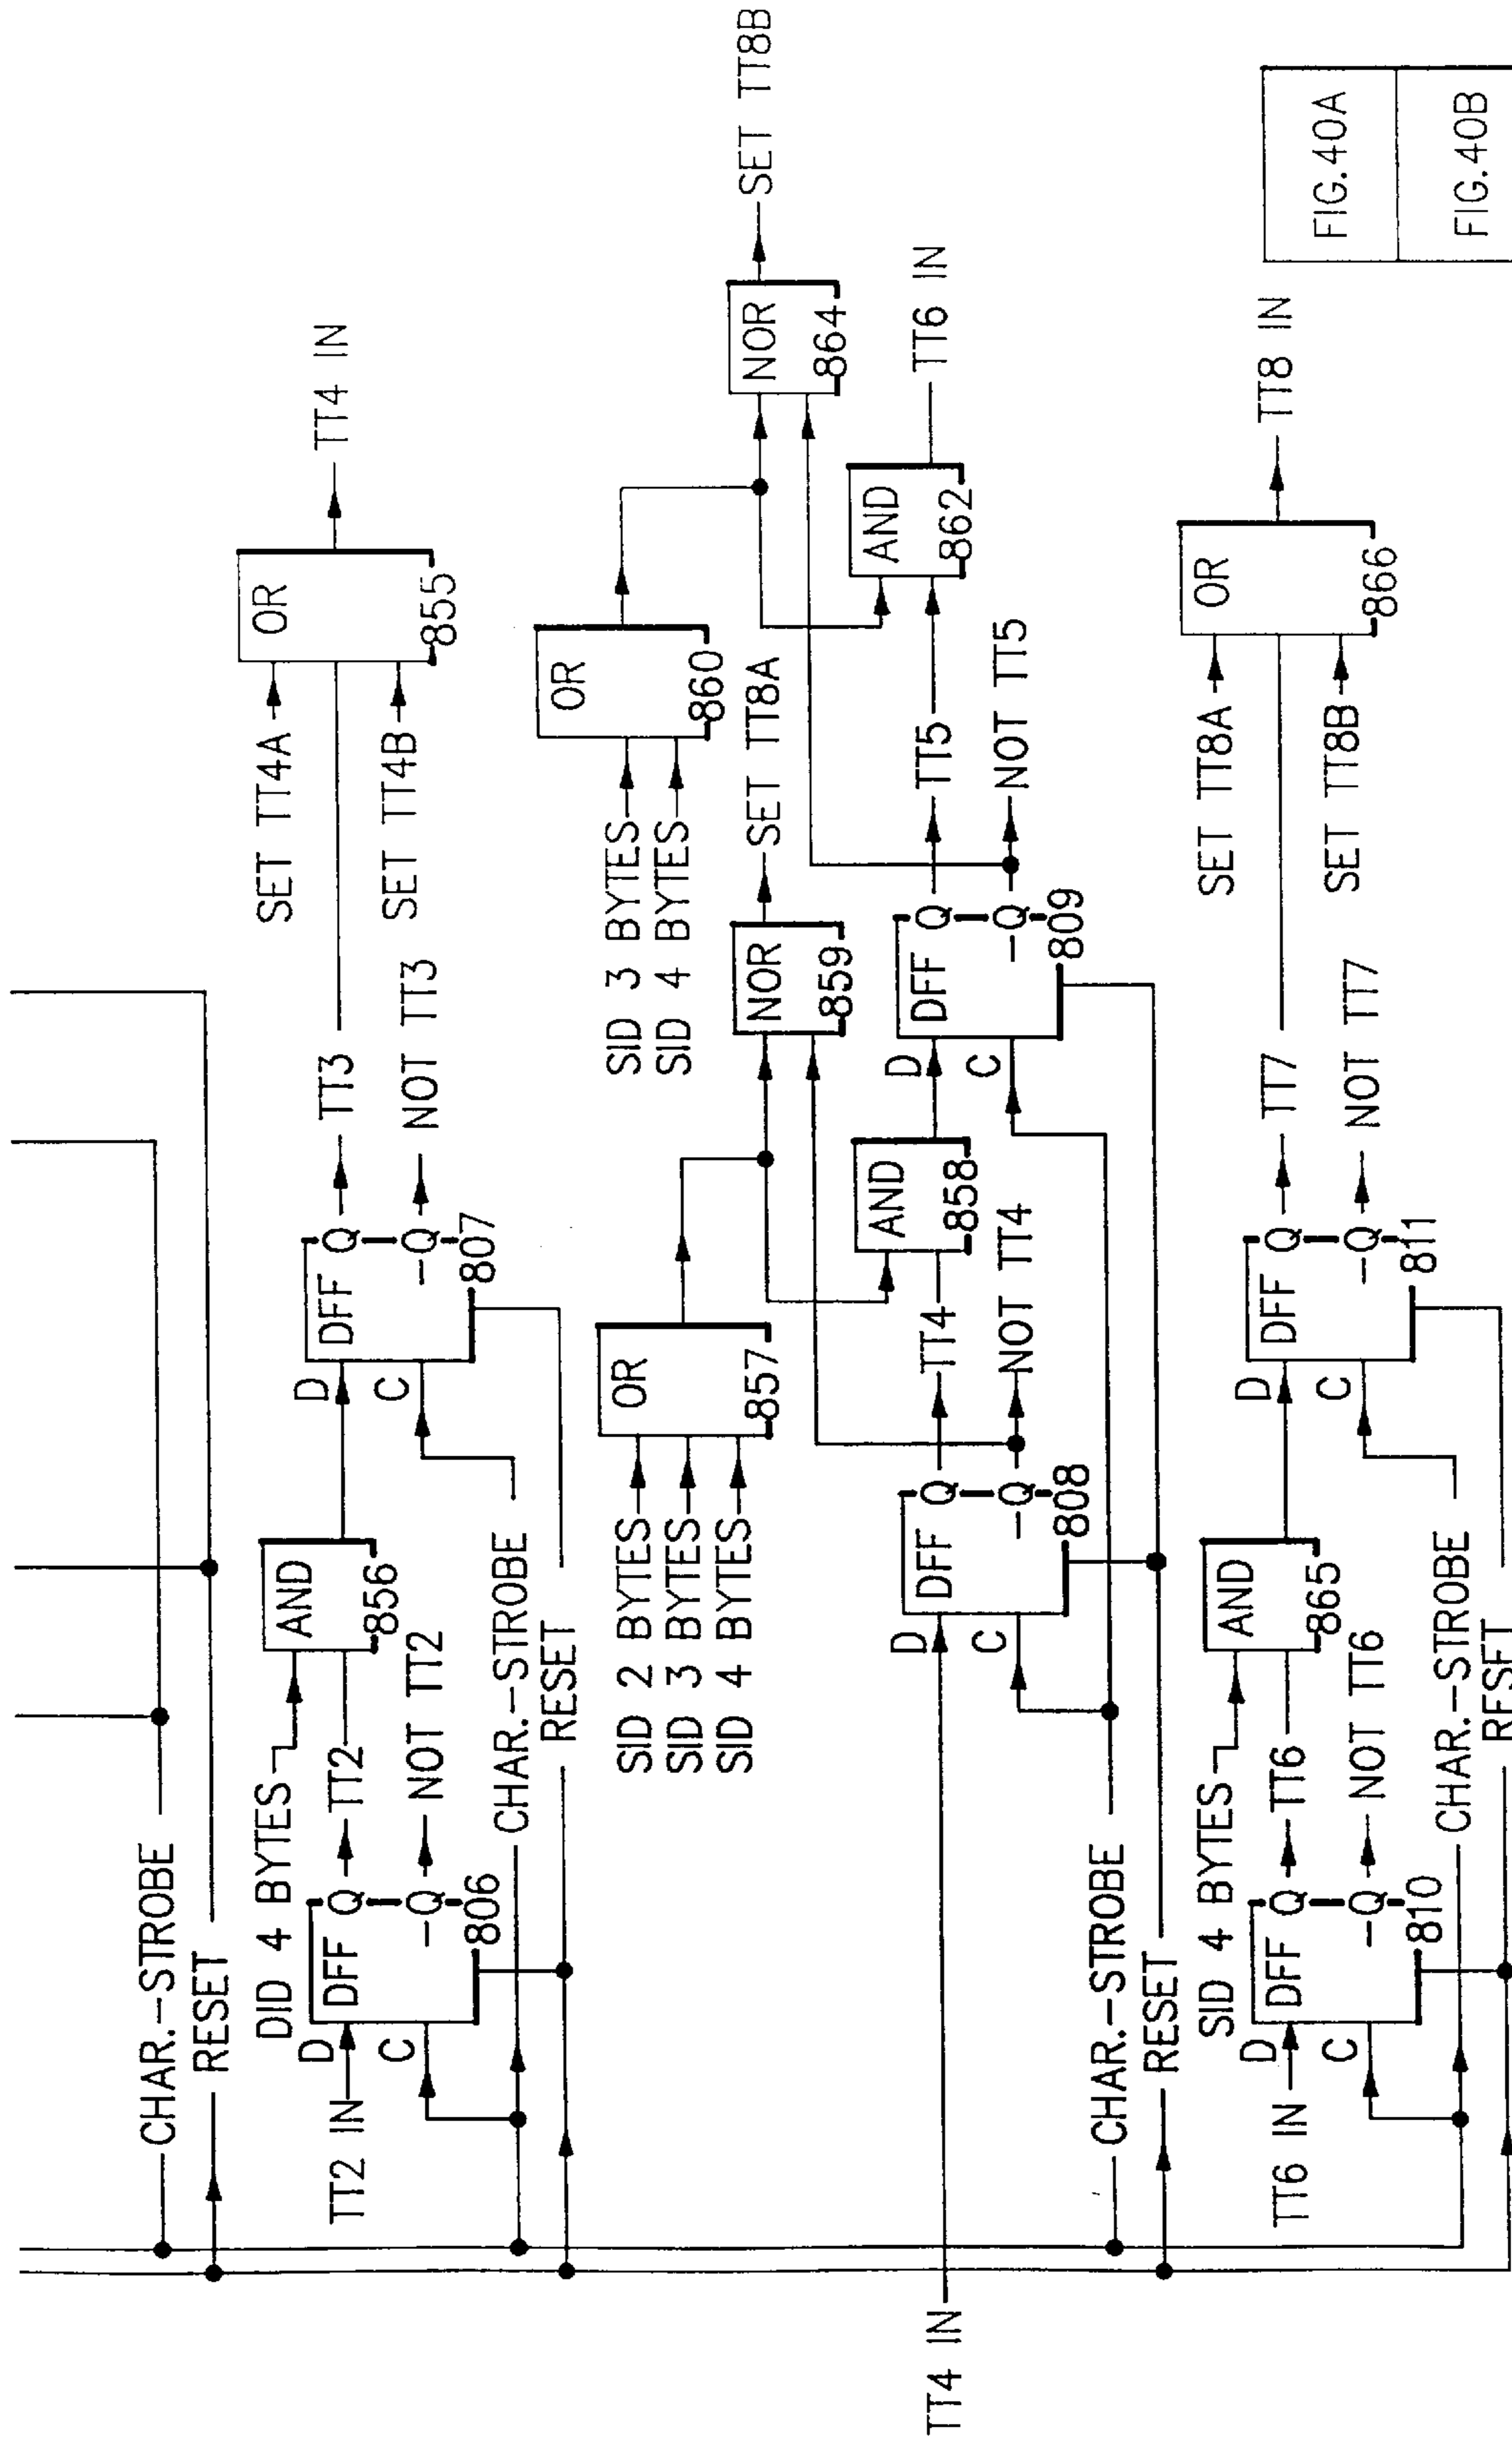 CHAR.-STROBE
RESET
DID 4 BYTES
TT2 IN
D
C
DFF
Q
-Q
806
TT2
NOT TT2
AND
856
CHAR.-STROBE
RESET
D
C
DFF
Q
-Q
807
TT3
NOT TT3
SET TT4A
SET TT4B
OR
855
TT4 IN
SID 2 BYTES
SID 3 BYTES
SID 4 BYTES
OR
857
NOR
859
SET TT8A
SID 3 BYTES
SID 4 BYTES
OR
860
NOR
864
SET TT8B
TT4 IN
D
C
DFF
Q
-Q
808
TT4
NOT TT4
AND
858
D
C
DFF
Q
-Q
809
TT5
NOT TT5
AND
862
TT6 IN
CHAR.-STROBE
RESET
SID 4 BYTES
TT6 IN
D
C
DFF
Q
-Q
810
TT6
NOT TT6
AND
865
CHAR.-STROBE
RESET
D
C
DFF
Q
-Q
811
TT7
NOT TT7
SET TT8A
SET TT8B
OR
866
TT8 IN
FIG.40A
FIG.40B